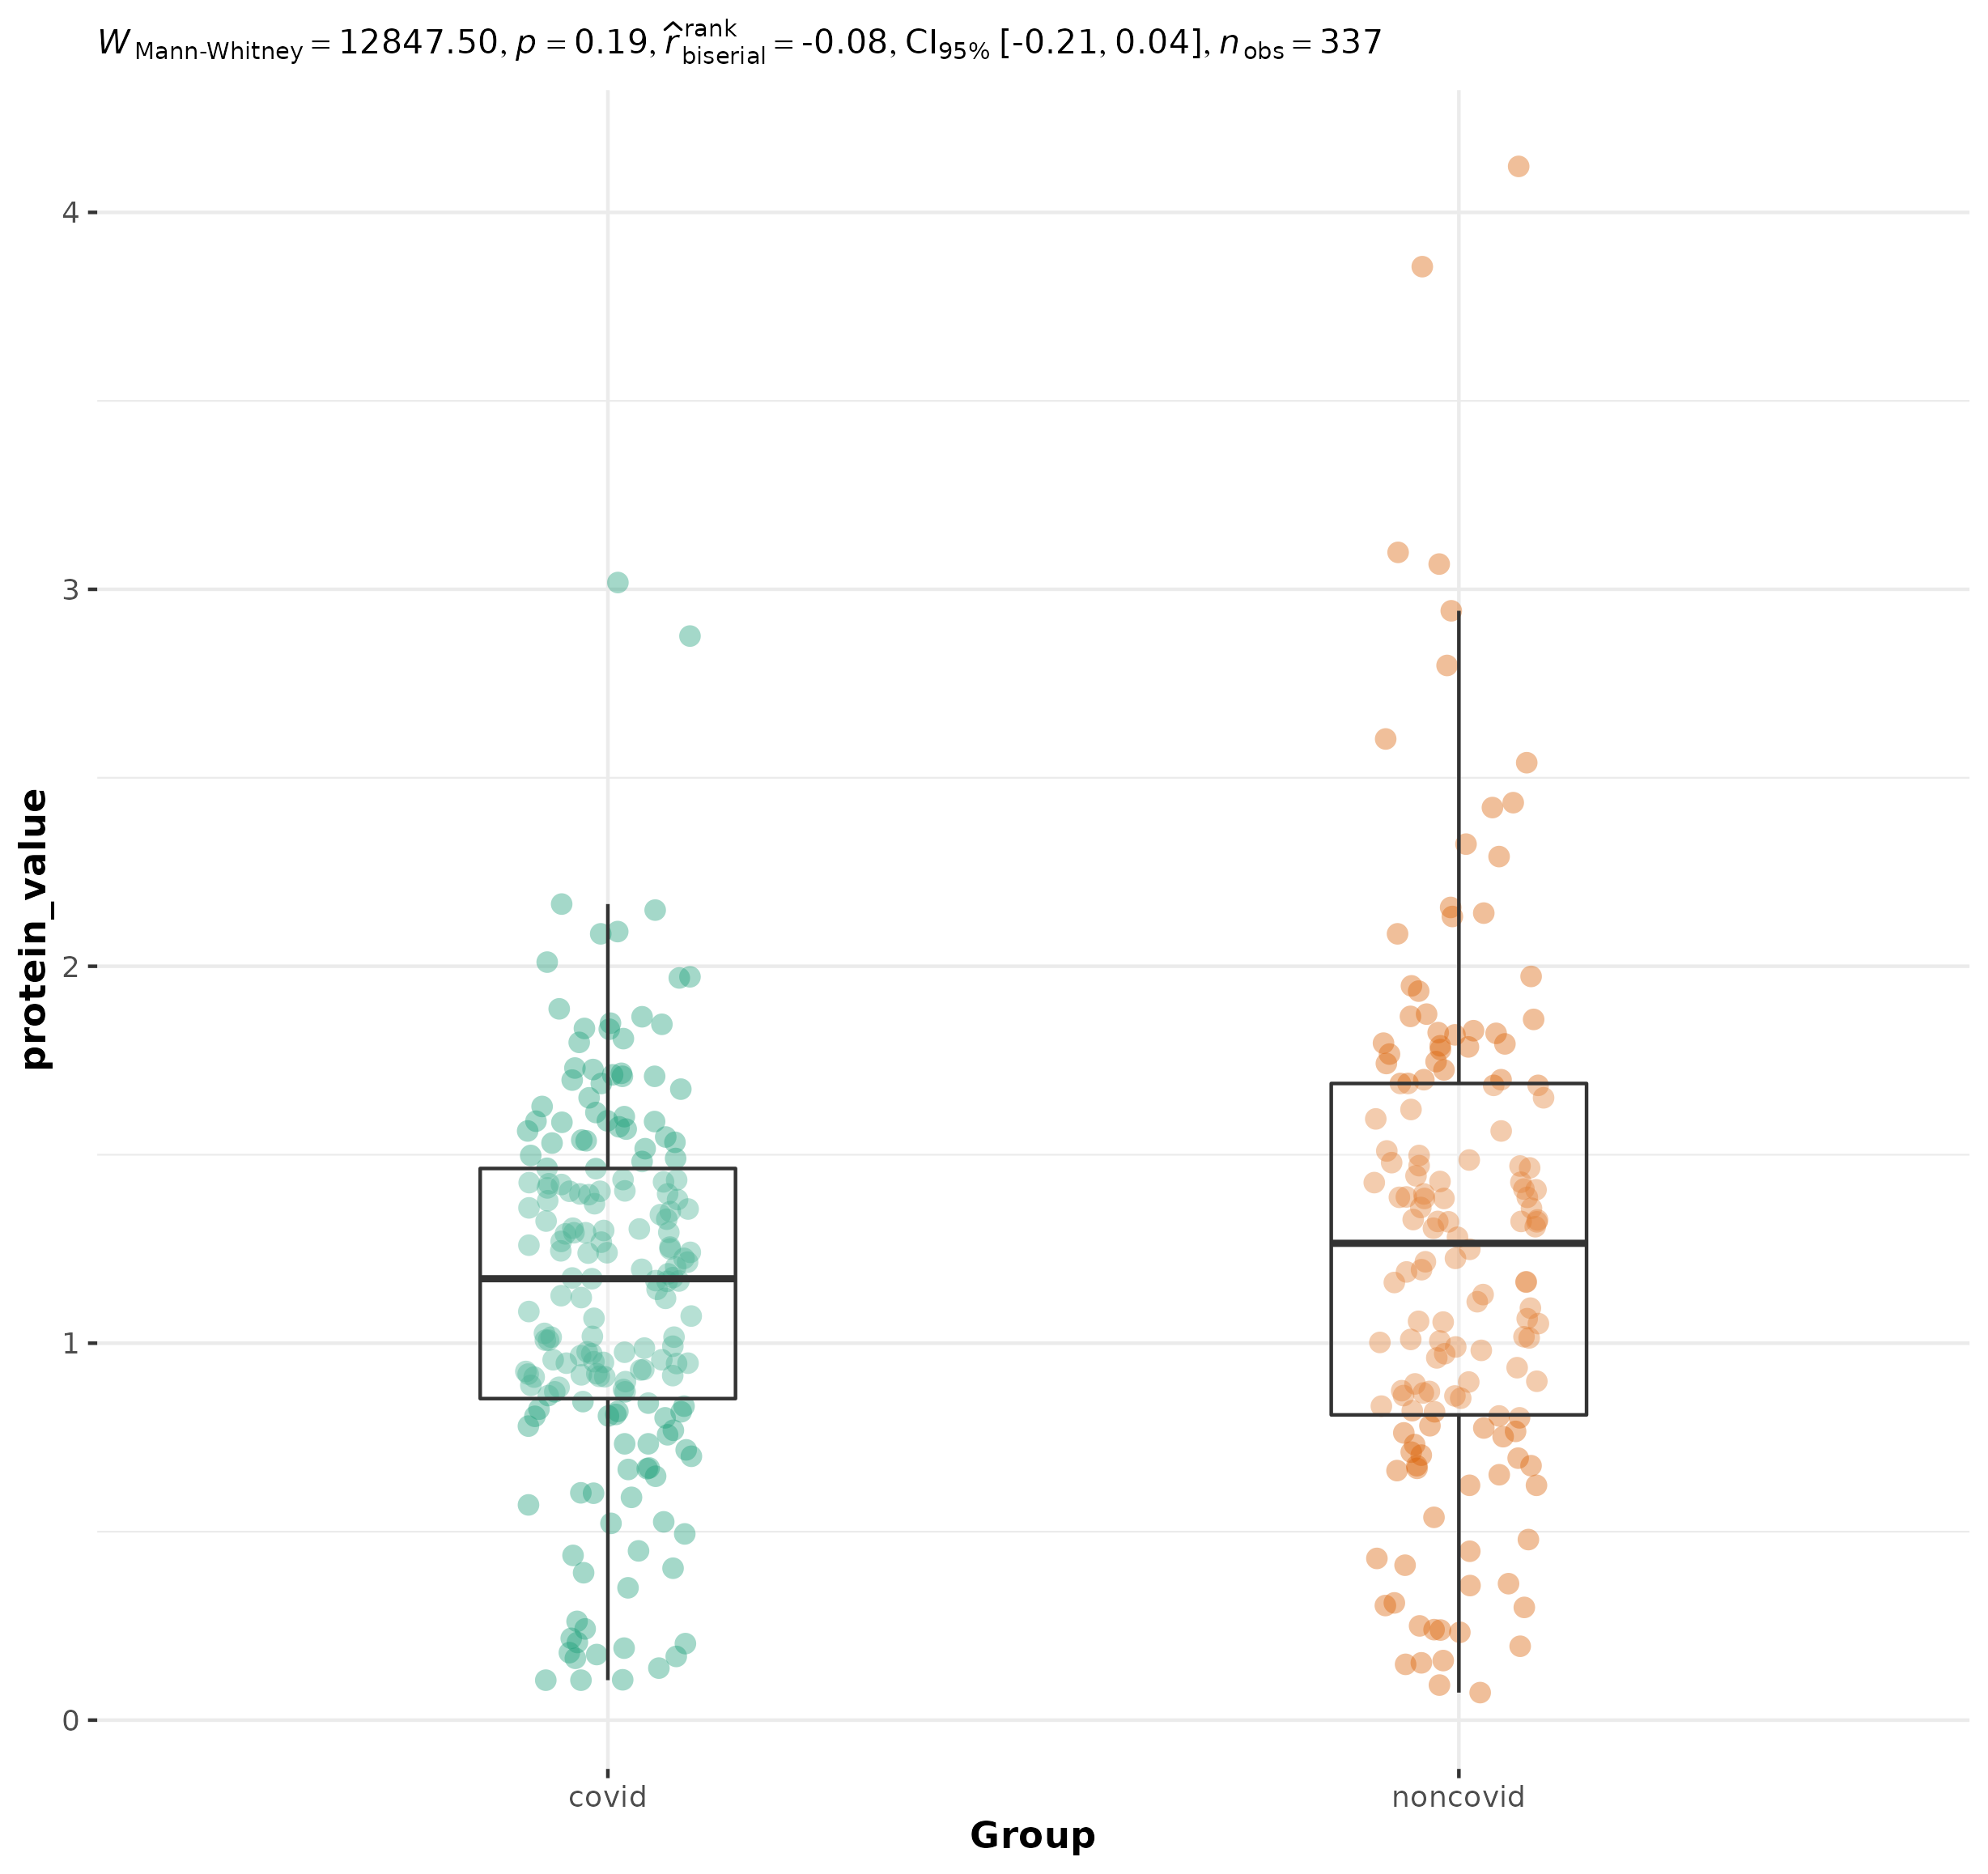 W Mann-Whitney = 12847.50, p = 0.19, r̂ rank biserial = -0.08, CI95% [-0.21, 0.04], n obs = 337
protein_value
4
3
2
1
0
covid noncovid
Group